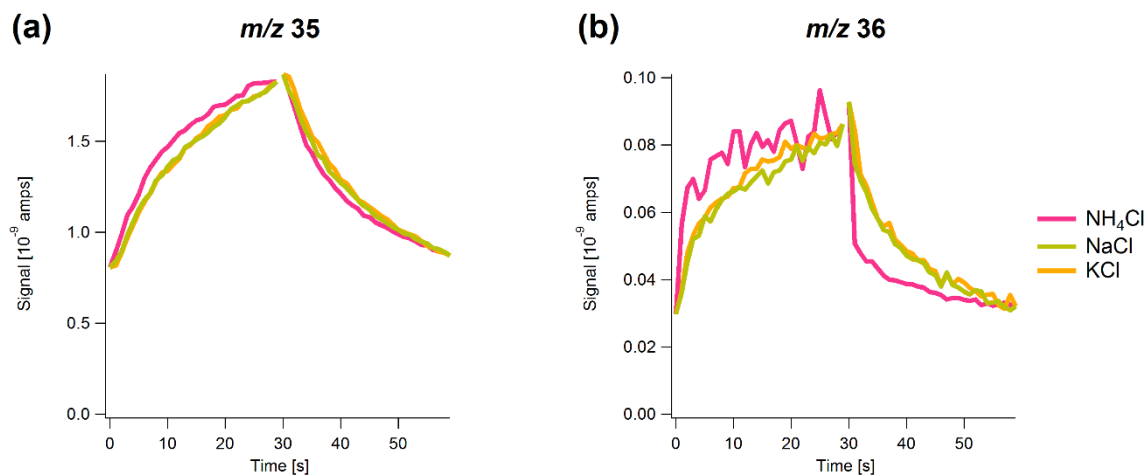 (a)
m/z 35
Signal [10⁻⁹ amps]
1.5
1.0
0.5
0.0
0 10 20 30 40 50
Time [s]
(b)
m/z 36
Signal [10⁻⁹ amps]
0.10
0.08
0.06
0.04
0.02
0.00
0 10 20 30 40 50
Time [s]
NH₄Cl
NaCl
KCl